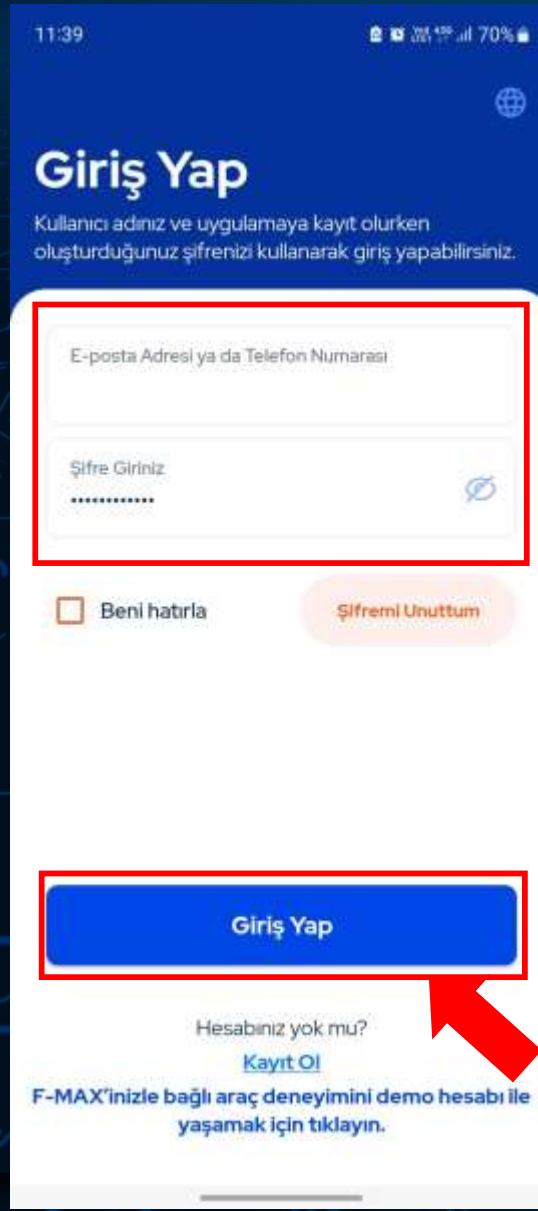 11:39
70%
Giriş Yap
Kullanıcı adınız ve uygulamaya kayıt olurken
oluşturduğunuz şifrenizi kullanarak giriş yapabilirsiniz.
E-posta Adresi ya da Telefon Numarası
Şifre Giriniz
••••••••••••
Beni hatırla
Şifremi Unuttum
Giriş Yap
Hesabınız yok mu?
Kayıt Ol
F-MAX'inizle bağlı araç deneyimini demo hesabı ile
yaşamak için tıklayın.